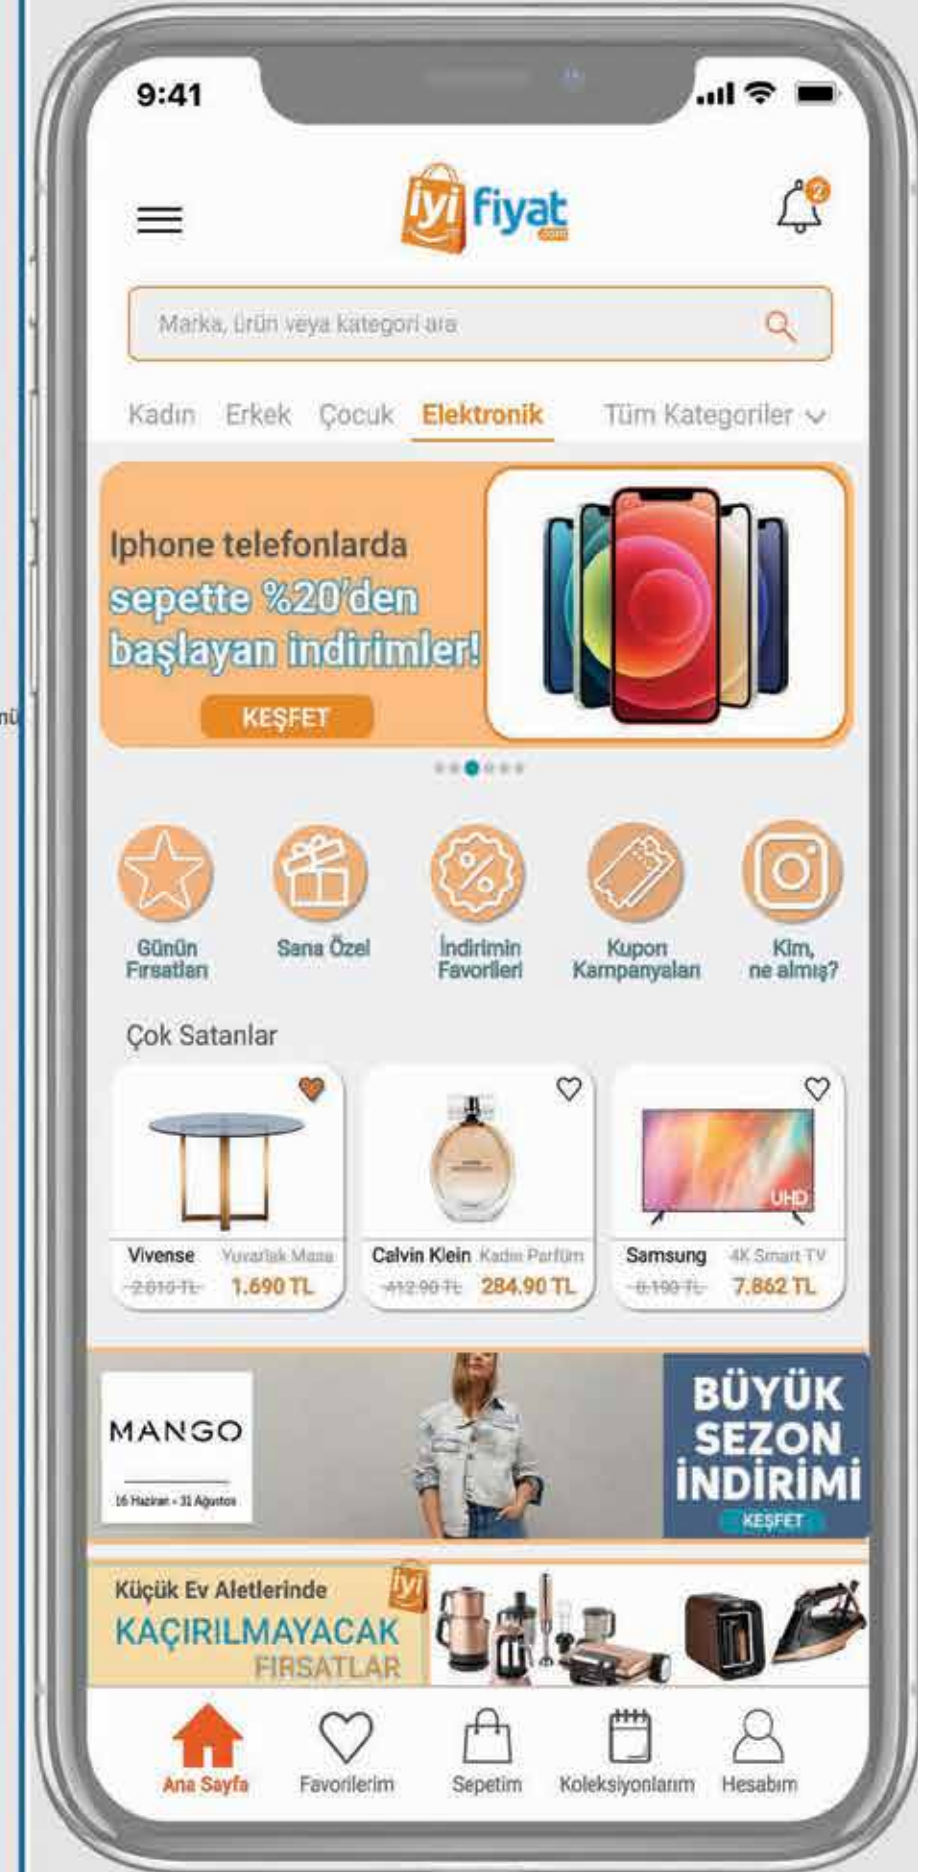 9:41
iyi fiyat
.com
2
Marka, ürün veya kategori ara
Kadın Erkek Çocuk Elektronik Tüm Kategoriler
Iphone telefonlarda
sepette %20'den
başlayan indirimler!
KEŞFET
nü
Günün
Fırsatları
Sana Özel
İndirimin
Favorileri
Kupon
Kampanyaları
Kim,
ne almış?
Çok Satanlar
UHD
Vivense Yuvarlak Masa
2.010 TL 1.690 TL
Calvin Klein Kadın Parfüm
412.90 TL 284.90 TL
Samsung 4K Smart TV
TL 7.862 TL
MANGO
16 Haziran - 31 Ağustos
BÜYÜK
SEZON
İNDİRİMİ
KEŞFET
Küçük Ev Aletlerinde
iyi
KAÇIRILMAYACAK
FIRSATLAR
Ana Sayfa Favorilerim Sepetim Koleksiyonlarım Hesabım